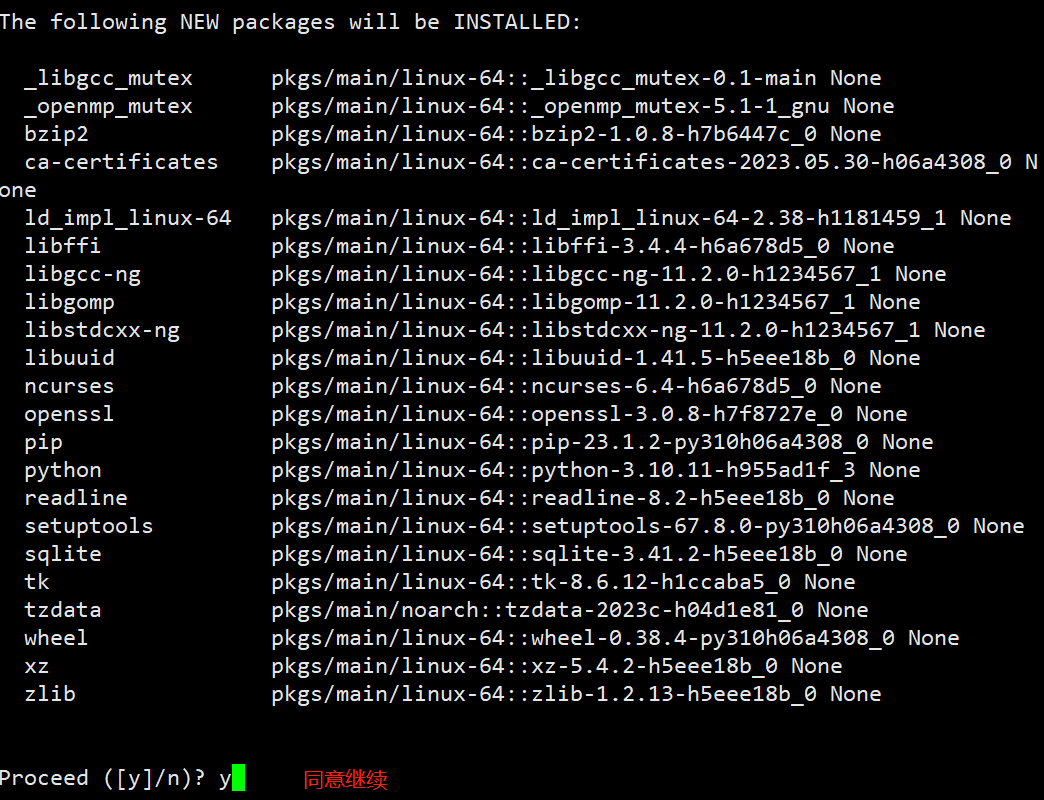 The following NEW packages will be INSTALLED:
_libgcc_mutex pkgs/main/linux-64::_libgcc_mutex-0.1-main None
_openmp_mutex pkgs/main/linux-64::_openmp_mutex-5.1-1_gnu None
bzip2 pkgs/main/linux-64::bzip2-1.0.8-h7b6447c_0 None
ca-certificates pkgs/main/linux-64::ca-certificates-2023.05.30-h06a4308_0 N
one
ld_impl_linux-64 pkgs/main/linux-64::ld_impl_linux-64-2.38-h1181459_1 None
libffi pkgs/main/linux-64::libffi-3.4.4-h6a678d5_0 None
libgcc-ng pkgs/main/linux-64::libgcc-ng-11.2.0-h1234567_1 None
libgomp pkgs/main/linux-64::libgomp-11.2.0-h1234567_1 None
libstdcxx-ng pkgs/main/linux-64::libstdcxx-ng-11.2.0-h1234567_1 None
libuuid pkgs/main/linux-64::libuuid-1.41.5-h5eee18b_0 None
ncurses pkgs/main/linux-64::ncurses-6.4-h6a678d5_0 None
openssl pkgs/main/linux-64::openssl-3.0.8-h7f8727e_0 None
pip pkgs/main/linux-64::pip-23.1.2-py310h06a4308_0 None
python pkgs/main/linux-64::python-3.10.11-h955ad1f_3 None
readline pkgs/main/linux-64::readline-8.2-h5eee18b_0 None
setuptools pkgs/main/linux-64::setuptools-67.8.0-py310h06a4308_0 None
sqlite pkgs/main/linux-64::sqlite-3.41.2-h5eee18b_0 None
tk pkgs/main/linux-64::tk-8.6.12-h1ccaba5_0 None
tzdata pkgs/main/noarch::tzdata-2023c-h04d1e81_0 None
wheel pkgs/main/linux-64::wheel-0.38.4-py310h06a4308_0 None
xz pkgs/main/linux-64::xz-5.4.2-h5eee18b_0 None
zlib pkgs/main/linux-64::zlib-1.2.13-h5eee18b_0 None
Proceed ([y]/n)? y 同意继续